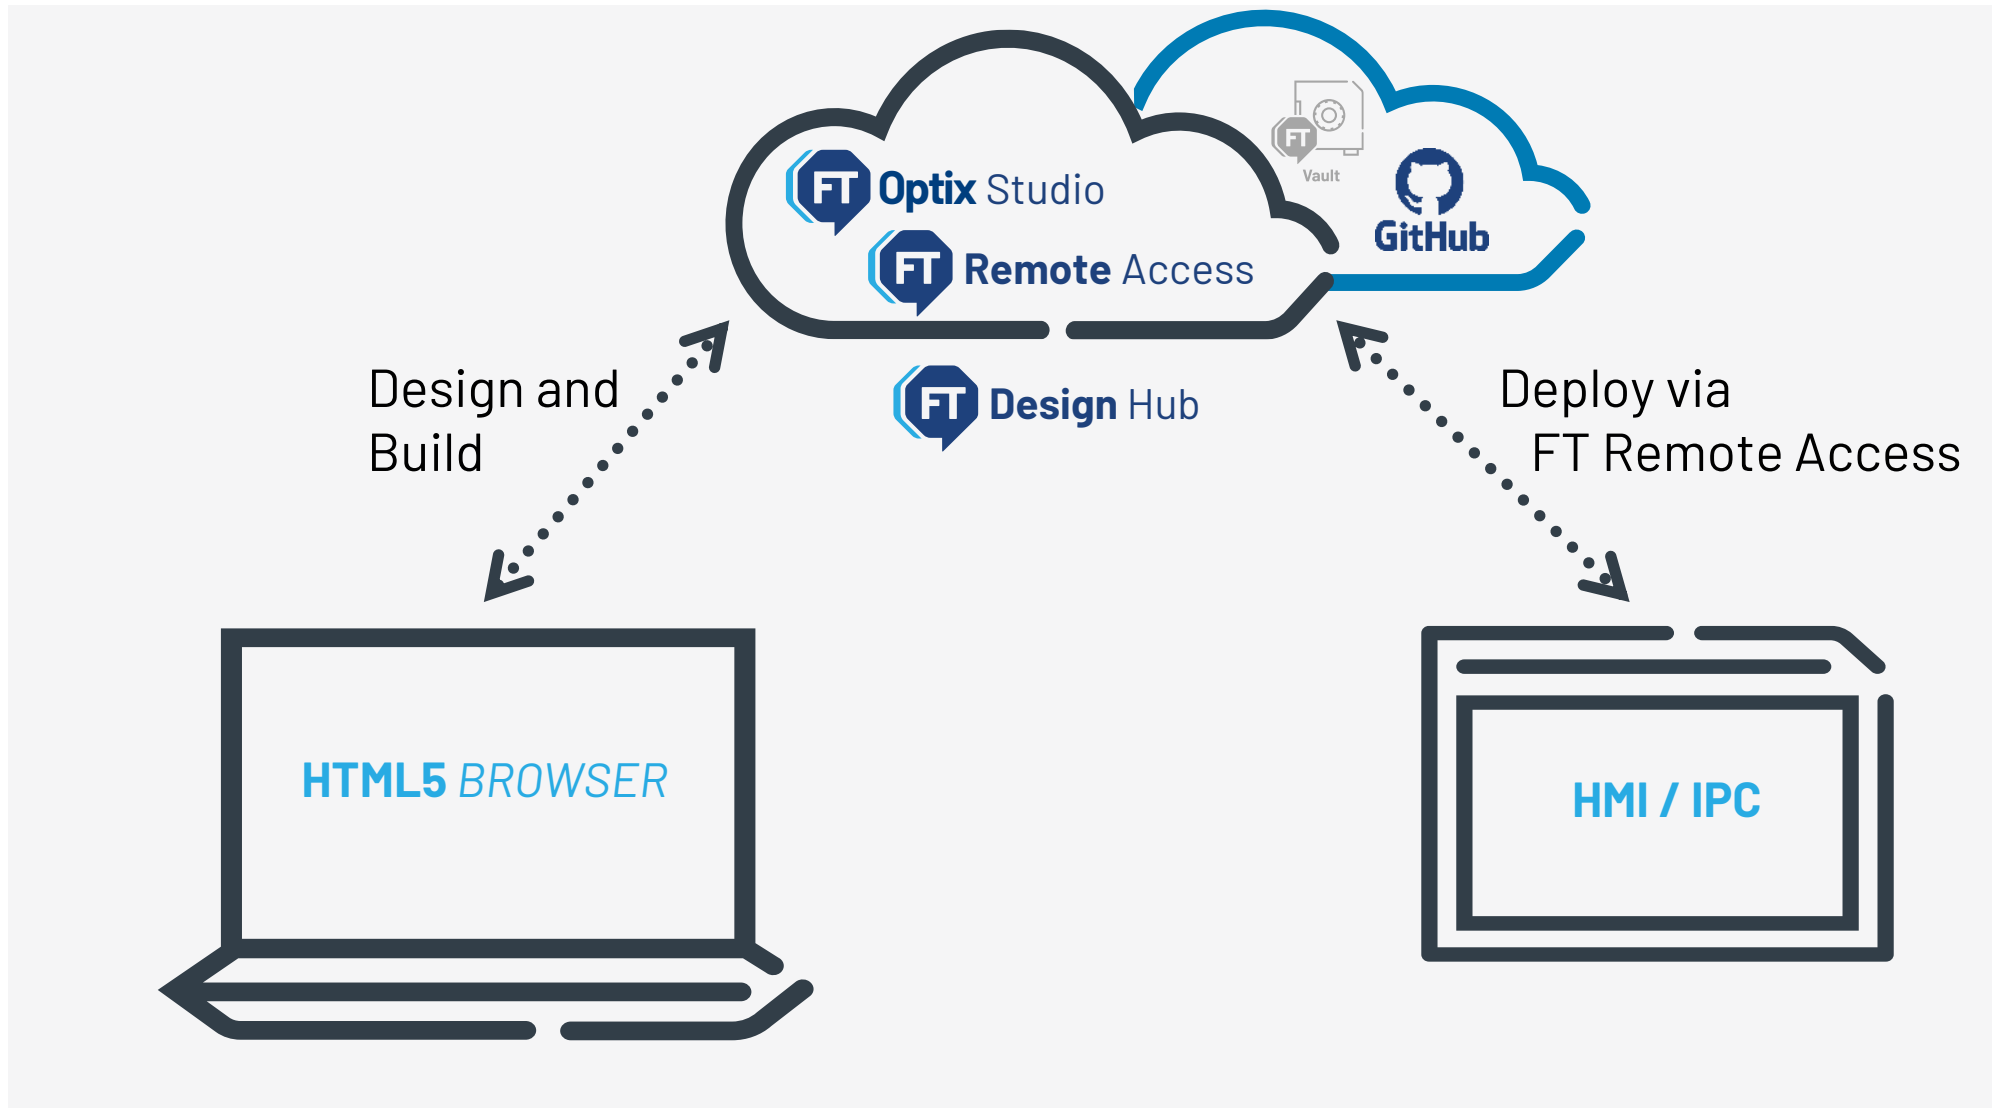 FT Optix Studio
FT Remote Access
FT
Vault
GitHub
FT Design Hub
Design and
Build
Deploy via
FT Remote Access
HTML5 BROWSER
HMI / IPC